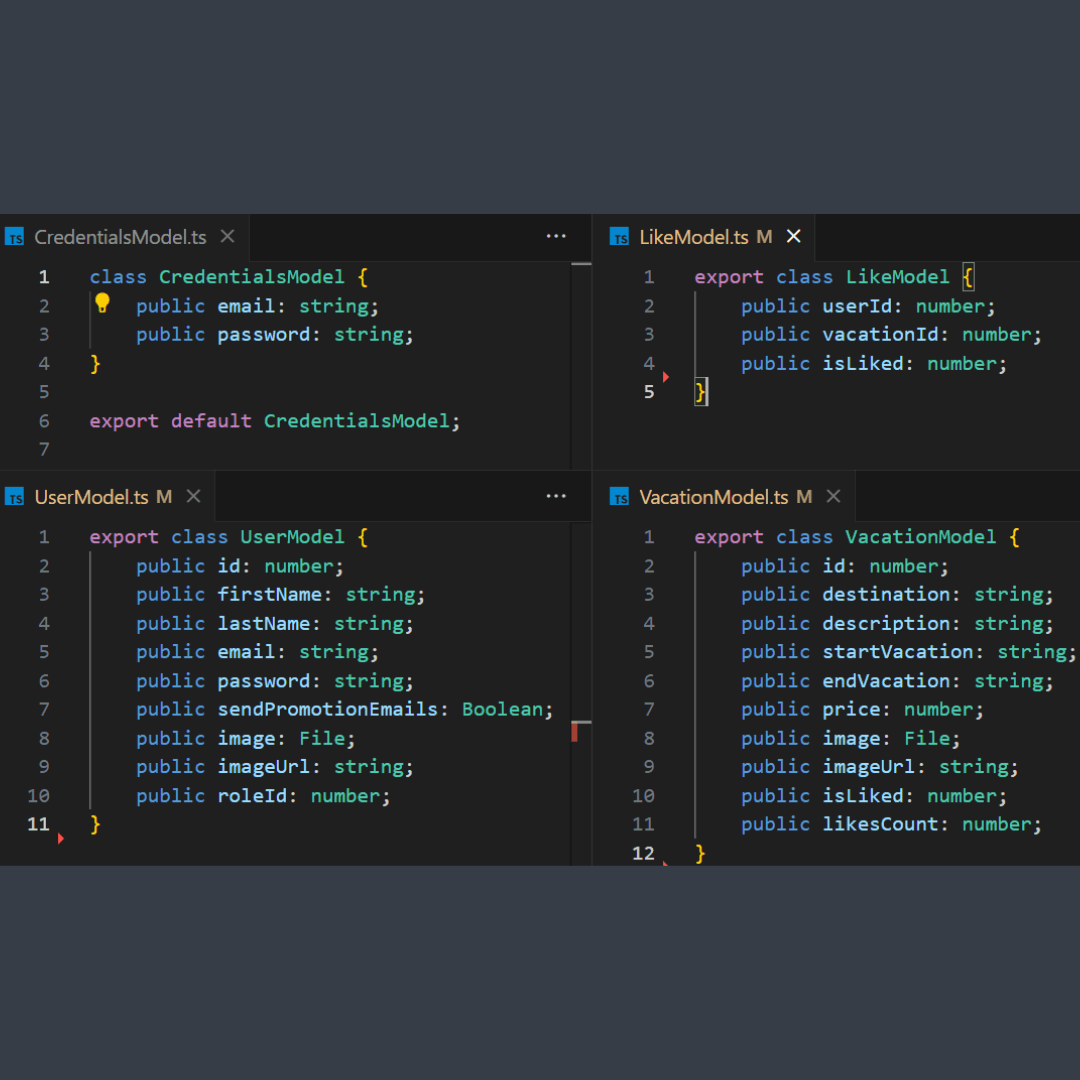 TS CredentialsModel.ts ×
1 class CredentialsModel {
2 public email: string;
3 public password: string;
4 }
5
6 export default CredentialsModel;
7
TS LikeModel.ts M ×
1 export class LikeModel {
2 public userId: number;
3 public vacationId: number;
4 public isLiked: number;
5 }
TS UserModel.ts M ×
1 export class UserModel {
2 public id: number;
3 public firstName: string;
4 public lastName: string;
5 public email: string;
6 public password: string;
7 public sendPromotionEmails: Boolean;
8 public image: File;
9 public imageUrl: string;
10 public roleId: number;
11 }
TS VacationModel.ts M ×
1 export class VacationModel {
2 public id: number;
3 public destination: string;
4 public description: string;
5 public startVacation: string;
6 public endVacation: string;
7 public price: number;
8 public image: File;
9 public imageUrl: string;
10 public isLiked: number;
11 public likesCount: number;
12 }